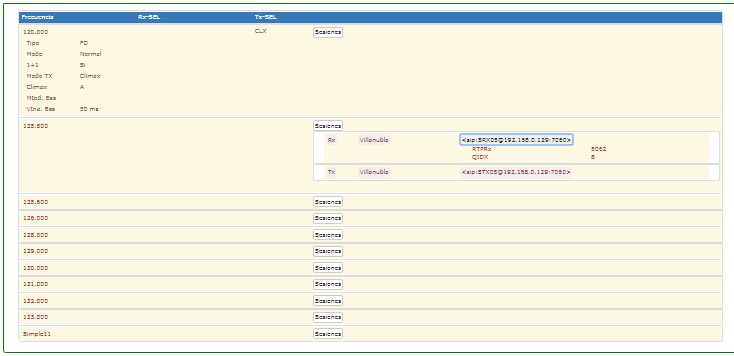 Frecuencia Rx-SEL Tx-SEL
120.000 CLX Sesiones
Tipo FD
Modo Normal
1+1 Si
Modo TX Climax
Climax A
Mtod. Bss
Vtna. Bss 50 ms
125.500 Sesiones
Rx Villanubla <sip:SRX05@192.168.0.129:7060>
RTPRx 5062
QIDX 8
Tx Villanubla <sip:STX05@192.168.0.129:7060>
125.600 Sesiones
126.000 Sesiones
128.000 Sesiones
129.000 Sesiones
130.000 Sesiones
131.000 Sesiones
132.000 Sesiones
133.000 Sesiones
Simple11 Sesiones